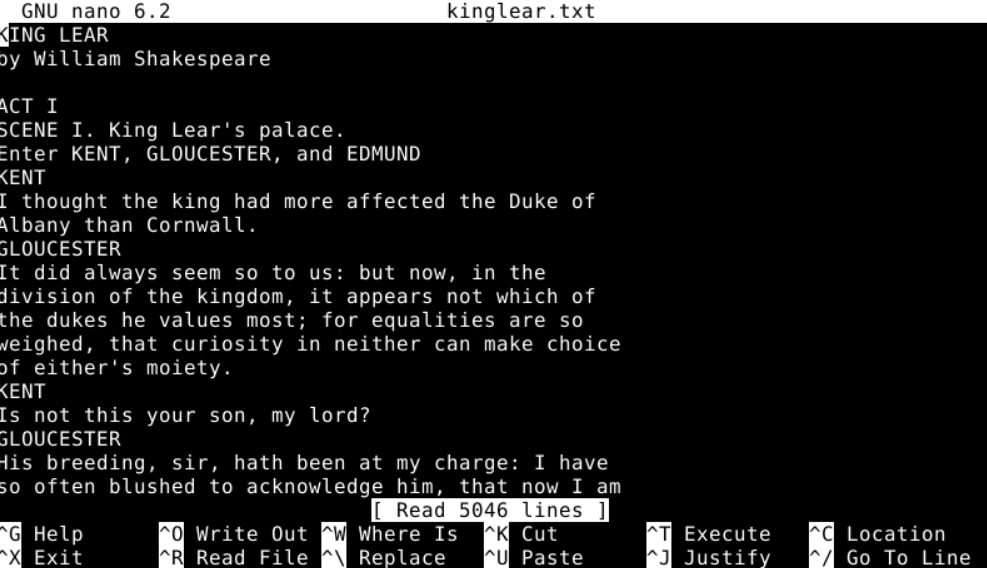 GNU nano 6.2 kinglear.txt
KING LEAR
by William Shakespeare
ACT I
SCENE I. King Lear's palace.
Enter KENT, GLOUCESTER, and EDMUND
KENT
I thought the king had more affected the Duke of
Albany than Cornwall.
GLOUCESTER
It did always seem so to us: but now, in the
division of the kingdom, it appears not which of
the dukes he values most; for equalities are so
weighed, that curiosity in neither can make choice
of either's moiety.
KENT
Is not this your son, my lord?
GLOUCESTER
His breeding, sir, hath been at my charge: I have
so often blushed to acknowledge him, that now I am
[ Read 5046 lines ]
^G Help ^O Write Out ^W Where Is ^K Cut ^T Execute ^C Location
^X Exit ^R Read File ^\ Replace ^U Paste ^J Justify ^/ Go To Line